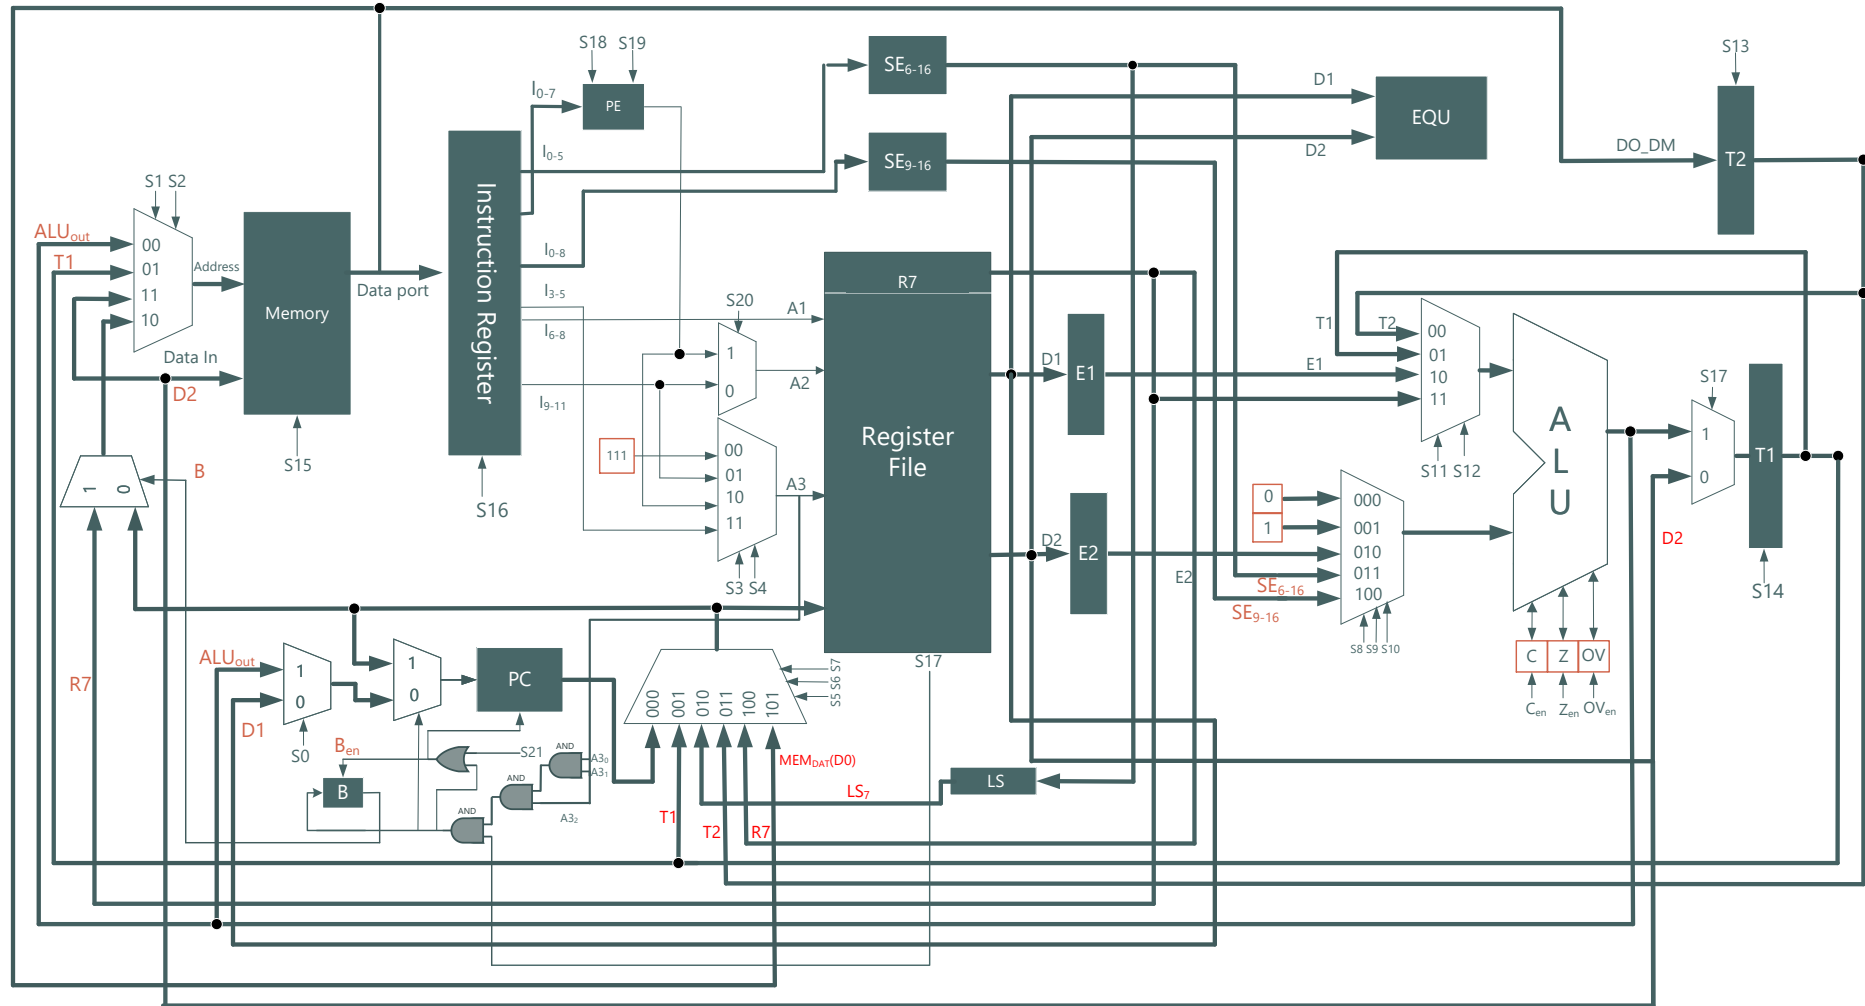 S18 S19
S13
SE6-16
D1
I0-7
PE
EQU
I0-5
DO_DM
T2
D2
SE9-16
S1 S2
Instruction Register
ALUout
00
T1
01
Address
11
10
Memory
Data port
I0-8
R7
I3-5
S20
A1
I6-8
T1
T2
00
01
10
11
E1
Data In
D2
1
0
A2
D1
E1
I9-11
S17
1
0
T1
ALU
Register
File
111
00
01
10
11
A3
S15
B
1 0
S16
S11 S12
0
1
000
001
010
011
100
D2
E2
D2
E2
SE6-16
SE9-16
S3 S4
S14
S8 S9 S10
C Z OV
Cen Zen OVen
ALUout
1
0
1
0
PC
S17
S7
S6
S5
R7
D1
000 001 010 011 100 101
S0
Ben
S21
AND
A30
A31
MEMDAT(D0)
B
AND
A32
LS
LS7
AND
T1
T2
R7